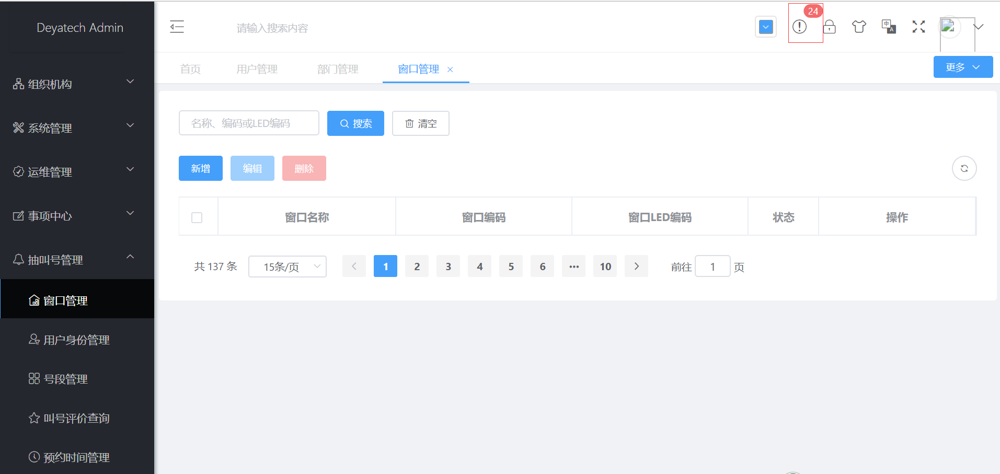 Deyatech Admin
请输入搜索内容
24
中
A
首页
用户管理
部门管理
窗口管理
更多
组织机构
系统管理
运维管理
事项中心
抽叫号管理
窗口管理
用户身份管理
号段管理
叫号评价查询
预约时间管理
名称、编码或LED编码
搜索
清空
新增
编辑
删除
窗口名称
窗口编码
窗口LED编码
状态
操作
共 137 条
15条/页
1
2
3
4
5
6
•••
10
前往 1 页